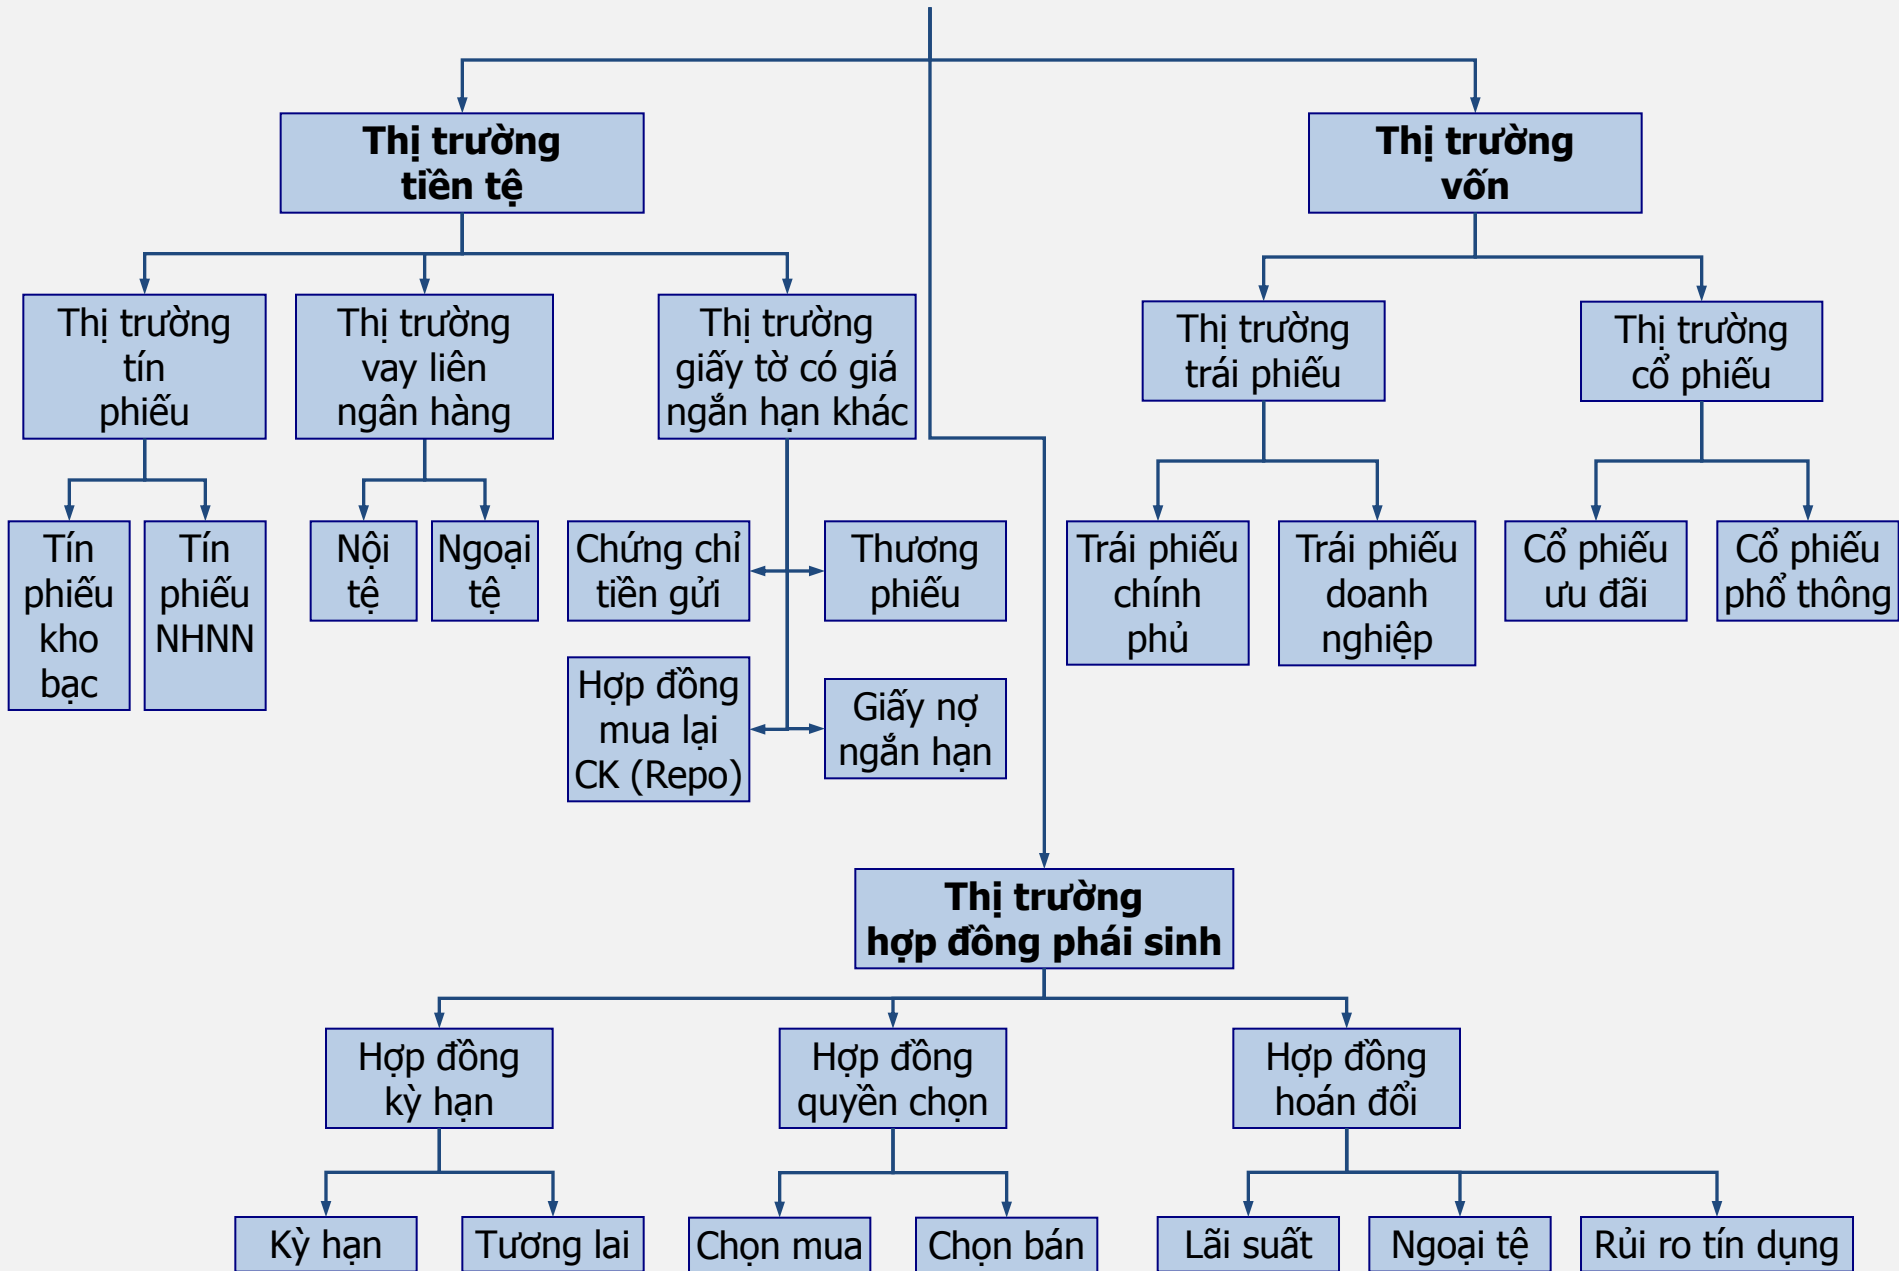 Thị trường
tiền tệ
Thị trường
vốn
Thị trường
tín
phiếu
Thị trường
vay liên
ngân hàng
Thị trường
giấy tờ có giá
ngắn hạn khác
Thị trường
trái phiếu
Thị trường
cổ phiếu
Tín
phiếu
kho
bạc
Tín
phiếu
NHNN
Nội
tệ
Ngoại
tệ
Chứng chỉ
tiền gửi
Thương
phiếu
Hợp đồng
mua lại
CK (Repo)
Giấy nợ
ngắn hạn
Trái phiếu
chính
phủ
Trái phiếu
doanh
nghiệp
Cổ phiếu
ưu đãi
Cổ phiếu
phổ thông
Thị trường
hợp đồng phái sinh
Hợp đồng
kỳ hạn
Hợp đồng
quyền chọn
Hợp đồng
hoán đổi
Kỳ hạn
Tương lai
Chọn mua
Chọn bán
Lãi suất
Ngoại tệ
Rủi ro tín dụng